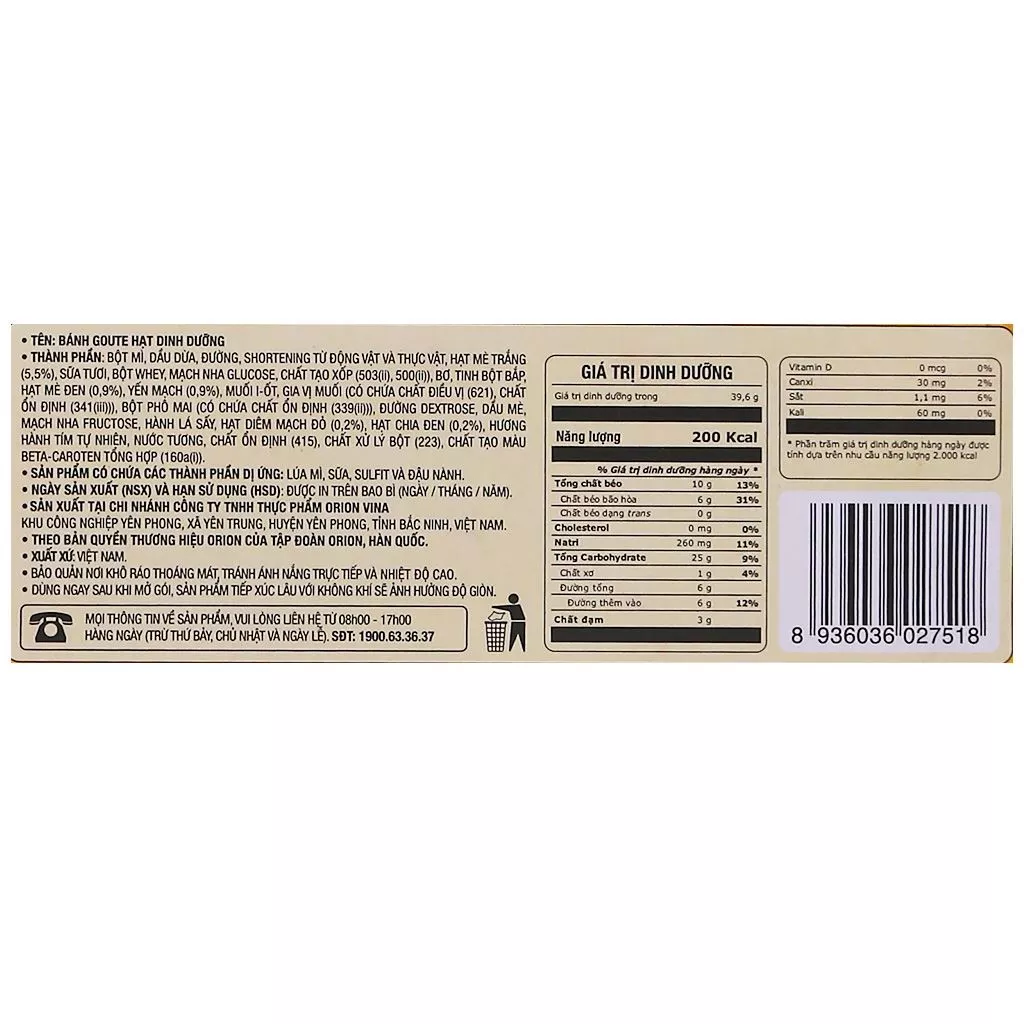 • TÊN: BÁNH GOUTE HẠT DINH DƯỠNG
• THÀNH PHẦN: BỘT MÌ, DẦU DỪA, ĐƯỜNG, SHORTENING TỪ ĐỘNG VẬT VÀ THỰC VẬT, HẠT MÈ TRẮNG
(5,5%), SỮA TƯƠI, BỘT WHEY, MẠCH NHA GLUCOSE, CHẤT TẠO XỐP (503(ii), 500(ii)), BƠ, TINH BỘT BẮP,
HẠT MÈ ĐEN (0,9%), YẾN MẠCH (0,9%), MUỐI I-ỐT, GIA VỊ MUỐI (CÓ CHỨA CHẤT ĐIỀU VỊ (621), CHẤT
ỔN ĐỊNH (341(iii))), BỘT PHÔ MAI (CÓ CHỨA CHẤT ỔN ĐỊNH (339(ii))), ĐƯỜNG DEXTROSE, DẦU MÈ,
MẠCH NHA FRUCTOSE, HÀNH LÁ SẤY, HẠT DIÊM MẠCH ĐỎ (0,2%), HẠT CHIA ĐEN (0,2%), HƯƠNG
HÀNH TÍM TỰ NHIÊN, NƯỚC TƯƠNG, CHẤT ỔN ĐỊNH (415), CHẤT XỬ LÝ BỘT (223), CHẤT TẠO MÀU
BETA-CAROTEN TỔNG HỢP (160a(i)).
• SẢN PHẨM CÓ CHỨA CÁC THÀNH PHẦN DỊ ỨNG: LÚA MÌ, SỮA, SULFIT VÀ ĐẬU NÀNH.
• NGÀY SẢN XUẤT (NSX) VÀ HẠN SỬ DỤNG (HSD): ĐƯỢC IN TRÊN BAO BÌ (NGÀY / THÁNG / NĂM).
• SẢN XUẤT TẠI CHI NHÁNH CÔNG TY TNHH THỰC PHẨM ORION VINA
KHU CÔNG NGHIỆP YÊN PHONG, XÃ YÊN TRUNG, HUYỆN YÊN PHONG, TỈNH BẮC NINH, VIỆT NAM.
• THEO BẢN QUYỀN THƯƠNG HIỆU ORION CỦA TẬP ĐOÀN ORION, HÀN QUỐC.
• XUẤT XỨ: VIỆT NAM.
• BẢO QUẢN NƠI KHÔ RÁO THOÁNG MÁT, TRÁNH ÁNH NẮNG TRỰC TIẾP VÀ NHIỆT ĐỘ CAO.
• DÙNG NGAY SAU KHI MỞ GÓI, SẢN PHẨM TIẾP XÚC LÂU VỚI KHÔNG KHÍ SẼ ẢNH HƯỞNG ĐỘ GIÒN.
MỌI THÔNG TIN VỀ SẢN PHẨM, VUI LÒNG LIÊN HỆ TỪ 08h00 - 17h00
HÀNG NGÀY (TRỪ THỨ BẢY, CHỦ NHẬT VÀ NGÀY LỄ). SĐT: 1900.63.36.37
GIÁ TRỊ DINH DƯỠNG
Giá trị dinh dưỡng trong 39,6 g
Năng lượng 200 Kcal
% Giá trị dinh dưỡng hàng ngày *
Tổng chất béo 10 g 13%
Chất béo bão hòa 6 g 31%
Chất béo dạng trans 0 g
Cholesterol 0 mg 0%
Natri 260 mg 11%
Tổng Carbohydrate 25 g 9%
Chất xơ 1 g 4%
Đường tổng 6 g
Đường thêm vào 6 g 12%
Chất đạm 3 g
Vitamin D 0 mcg 0%
Canxi 30 mg 2%
Sắt 1,1 mg 6%
Kali 60 mg 0%
* Phần trăm giá trị dinh dưỡng hàng ngày được
tính dựa trên nhu cầu năng lượng 2.000 kcal
8 936036 027518